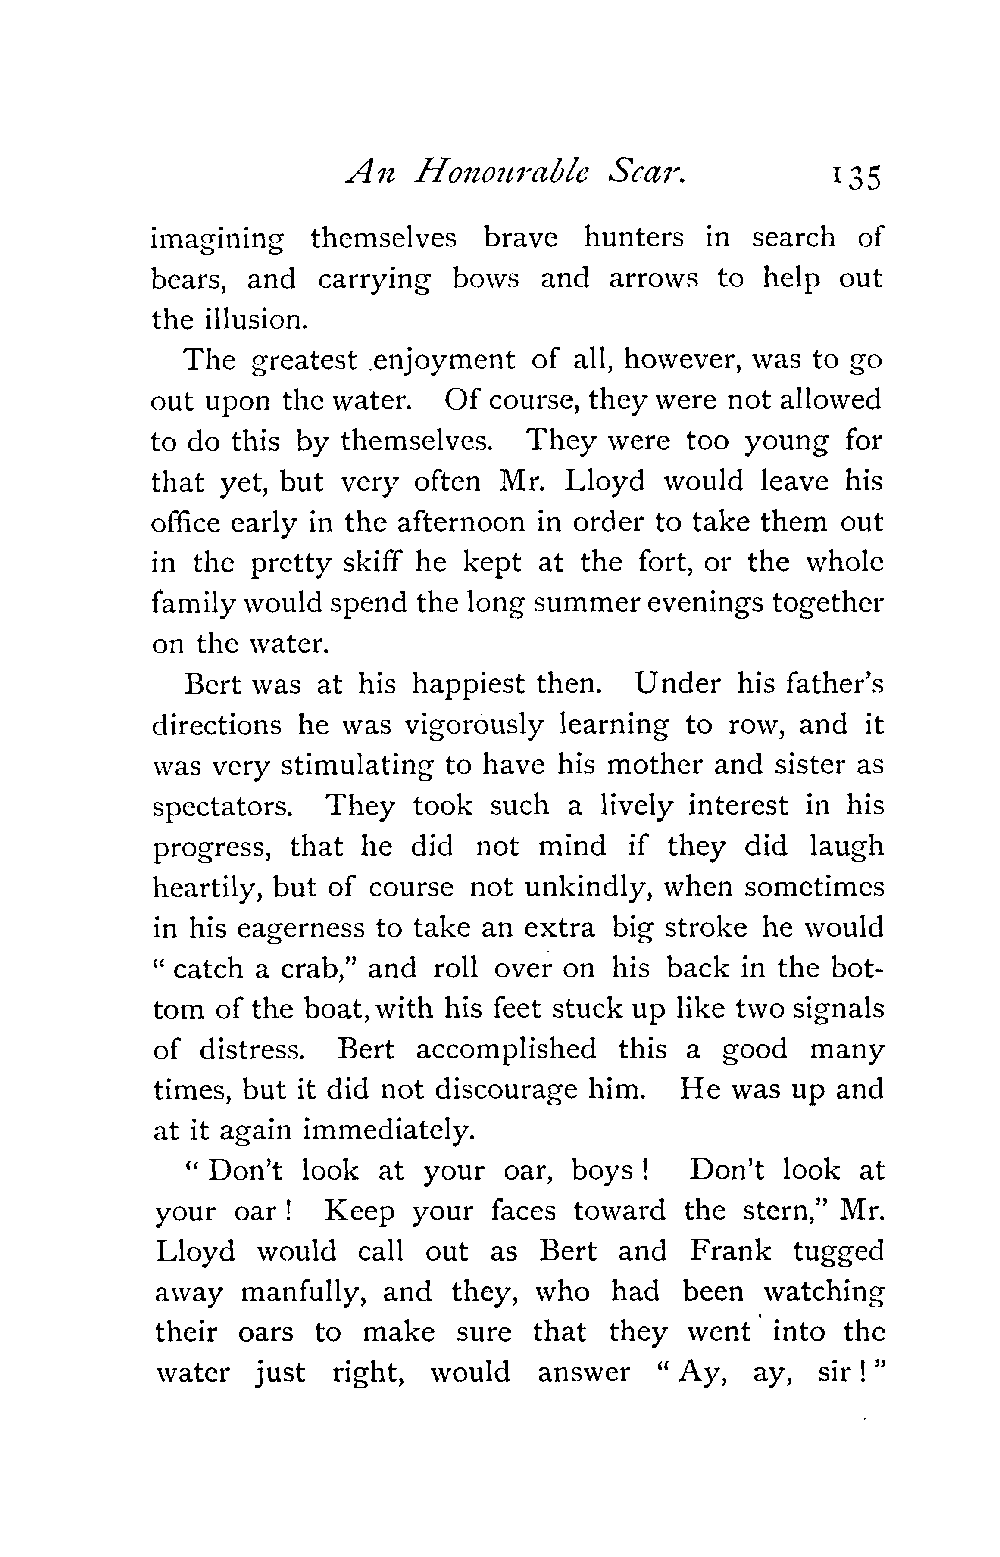 An Honourable Scar. 135
imagining themselves brave hunters in search of
bears, and carrying bows and arrows to help out
the illusion.
The greatest enjoyment of all, however, was to go
out upon the water. Of course, they were not allowed
to do this by themselves. They were too young for
that yet, but very often Mr. Lloyd would leave his
office early in the afternoon in order to take them out
in the pretty skiff he kept at the fort, or the whole
family would spend the long summer evenings together
on the water.
Bert was at his happiest then. Under his father's
directions he was vigorously learning to row, and it
was very stimulating to have his mother and sister as
spectators. They took such a lively interest in his
progress, that he did not mind if they did laugh
heartily, but of course not unkindly, when sometimes
in his eagerness to take an extra big stroke he would
“ catch a crab,” and roll over on his back in the bot-
tom of the boat, with his feet stuck up like two signals
of distress. Bert accomplished this a good many
times, but it did not discourage him. He was up and
at it again immediately.
“ Don't look at your oar, boys ! Don't look at
your oar ! Keep your faces toward the stern,” Mr.
Lloyd would call out as Bert and Frank tugged
away manfully, and they, who had been watching
their oars to make sure that they went into the
water just right, would answer “ Ay, ay, sir ! ”